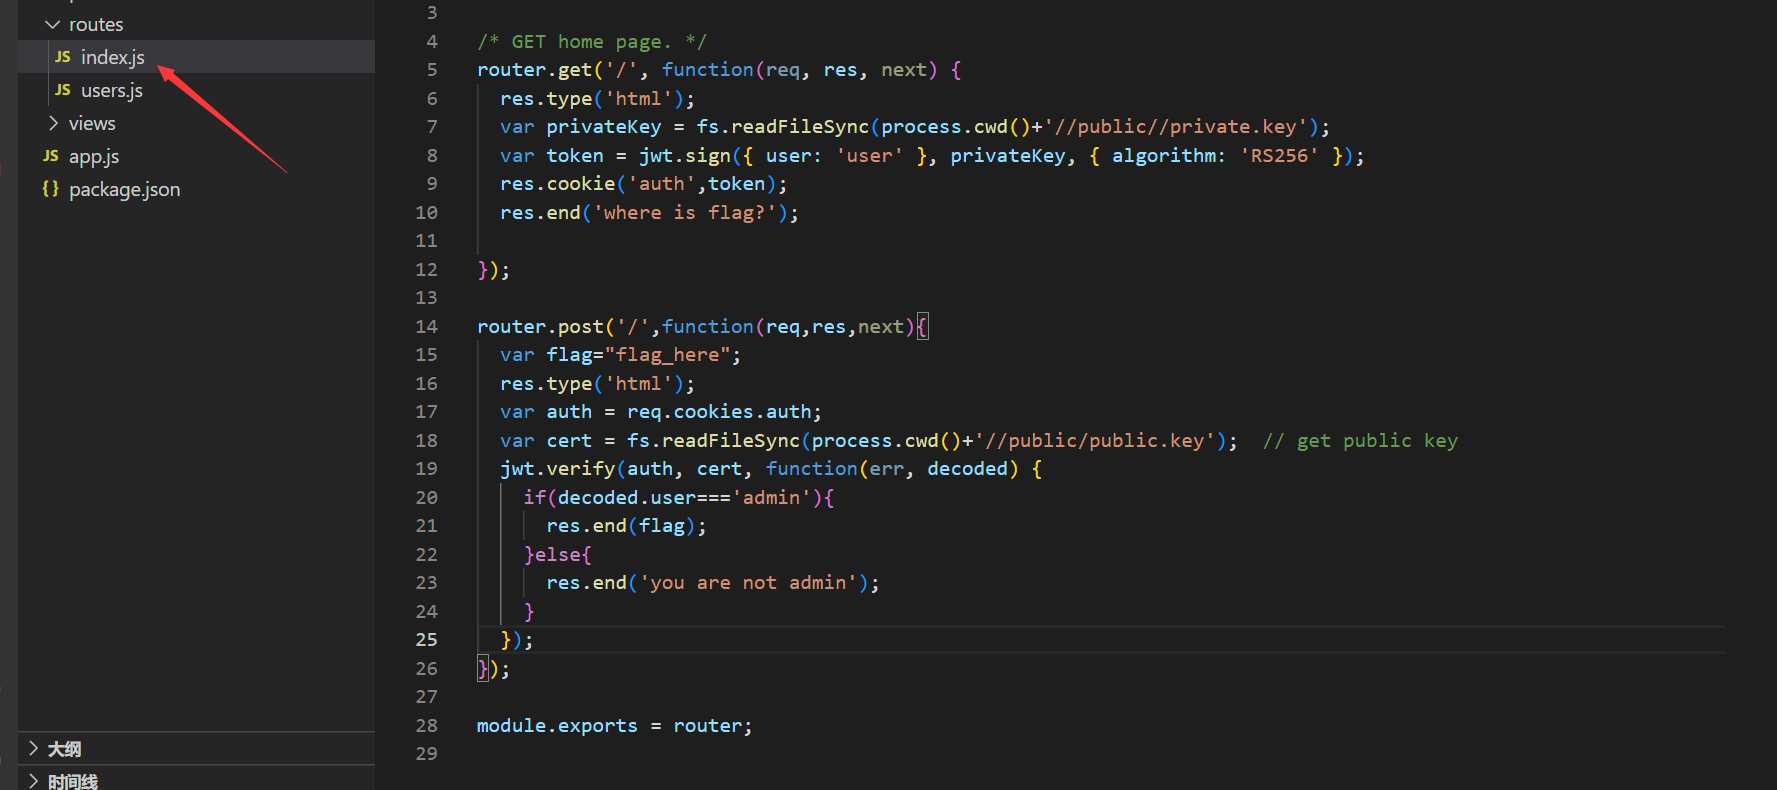 routes
JS index.js
JS users.js
views
JS app.js
{} package.json
大纲
时间线
3
4 /* GET home page. */
5 router.get('/', function(req, res, next) {
6 res.type('html');
7 var privateKey = fs.readFileSync(process.cwd()+'//public//private.key');
8 var token = jwt.sign({ user: 'user' }, privateKey, { algorithm: 'RS256' });
9 res.cookie('auth',token);
10 res.end('where is flag?');
11
12 });
13
14 router.post('/',function(req,res,next){
15 var flag="flag_here";
16 res.type('html');
17 var auth = req.cookies.auth;
18 var cert = fs.readFileSync(process.cwd()+'//public/public.key');  // get public key
19 jwt.verify(auth, cert, function(err, decoded) {
20 if(decoded.user==='admin'){
21 res.end(flag);
22 }else{
23 res.end('you are not admin');
24 }
25 });
26 });
27
28 module.exports = router;
29